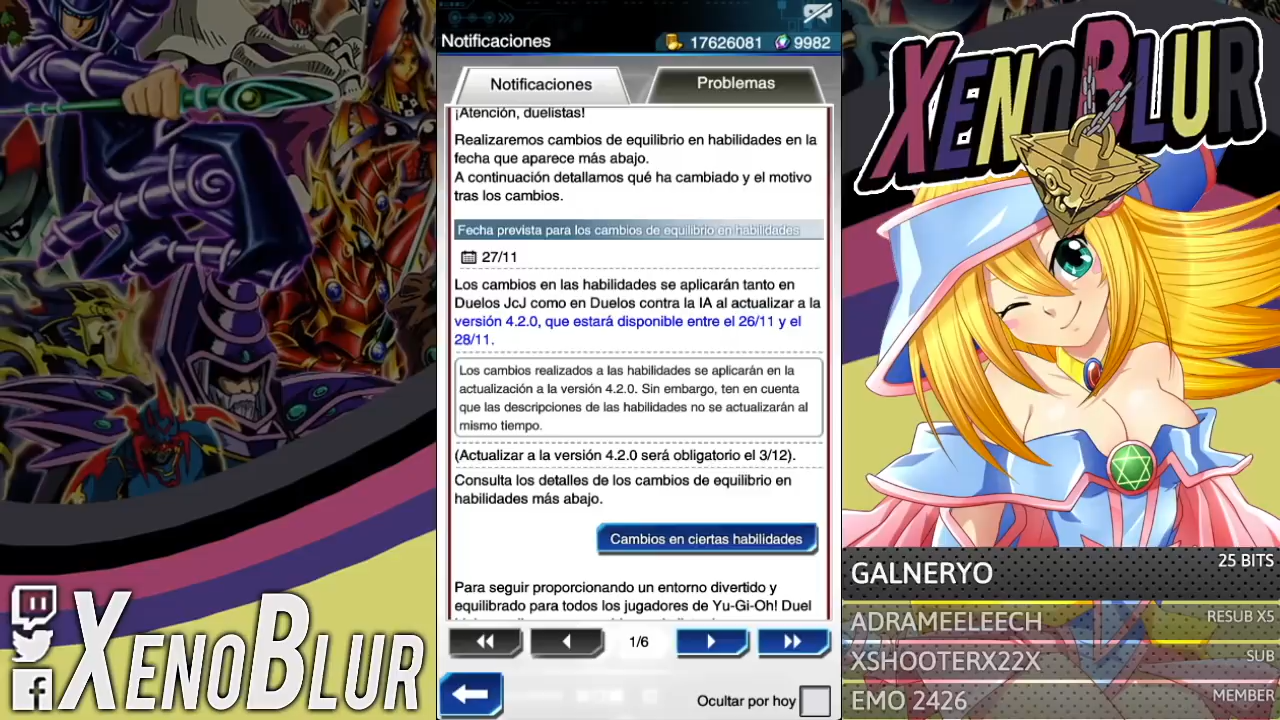 Notificaciones
17626081
9982
Notificaciones
Problemas
¡Atención, duelistas!
Realizaremos cambios de equilibrio en habilidades en la
fecha que aparece más abajo.
A continuación detallamos qué ha cambiado y el motivo
tras los cambios.
Fecha prevista para los cambios de equilibrio en habilidades
27/11
Los cambios en las habilidades se aplicarán tanto en
Duelos JcJ como en Duelos contra la IA al actualizar a la
versión 4.2.0, que estará disponible entre el 26/11 y el
28/11.
Los cambios realizados a las habilidades se aplicarán en la
actualización a la versión 4.2.0. Sin embargo, ten en cuenta
que las descripciones de las habilidades no se actualizarán al
mismo tiempo.
(Actualizar a la versión 4.2.0 será obligatorio el 3/12).
Consulta los detalles de los cambios de equilibrio en
habilidades más abajo.
Cambios en ciertas habilidades
Para seguir proporcionando un entorno divertido y
equilibrado para todos los jugadores de Yu-Gi-Oh! Duel
1/6
Ocultar por hoy
XENOBLUR
XENOBLUR
GALNERYO
25 BITS
ADRAMEELEECH
RESUB X5
XSHOOTERX22X
SUB
EMO 2426
MEMBER